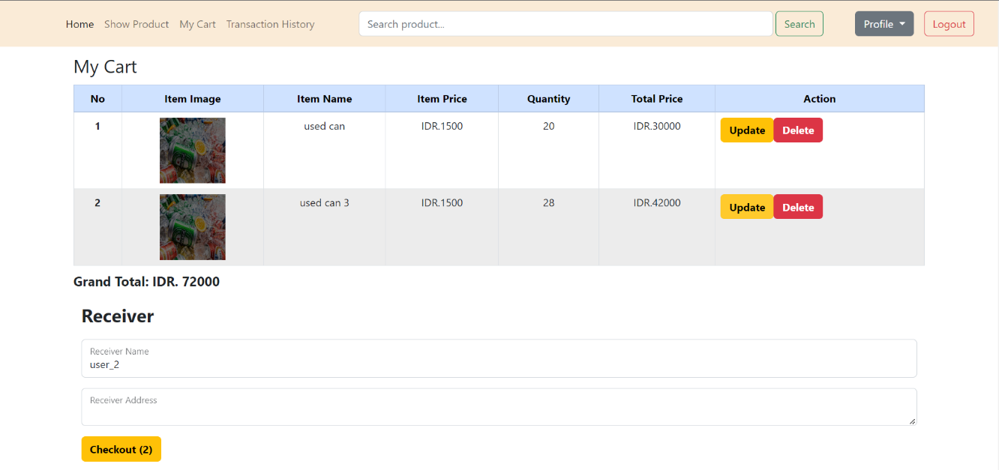 Home Show Product My Cart Transaction History Search product... Search Profile Logout
My Cart
No Item Image Item Name Item Price Quantity Total Price Action
1 used can IDR.1500 20 IDR.30000 Update Delete
2 used can 3 IDR.1500 28 IDR.42000 Update Delete
Grand Total: IDR. 72000
Receiver
Receiver Name
user_2
Receiver Address
Checkout (2)